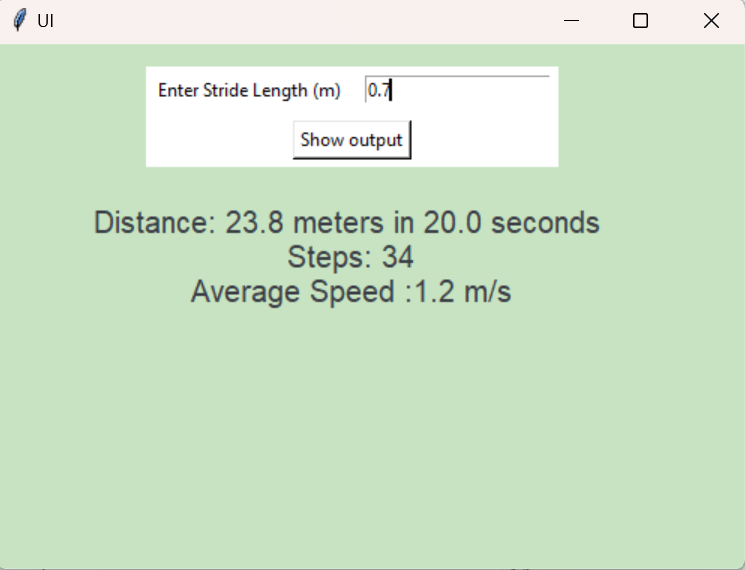 UI
Enter Stride Length (m) 0.7
Show output
Distance: 23.8 meters in 20.0 seconds
Steps: 34
Average Speed :1.2 m/s